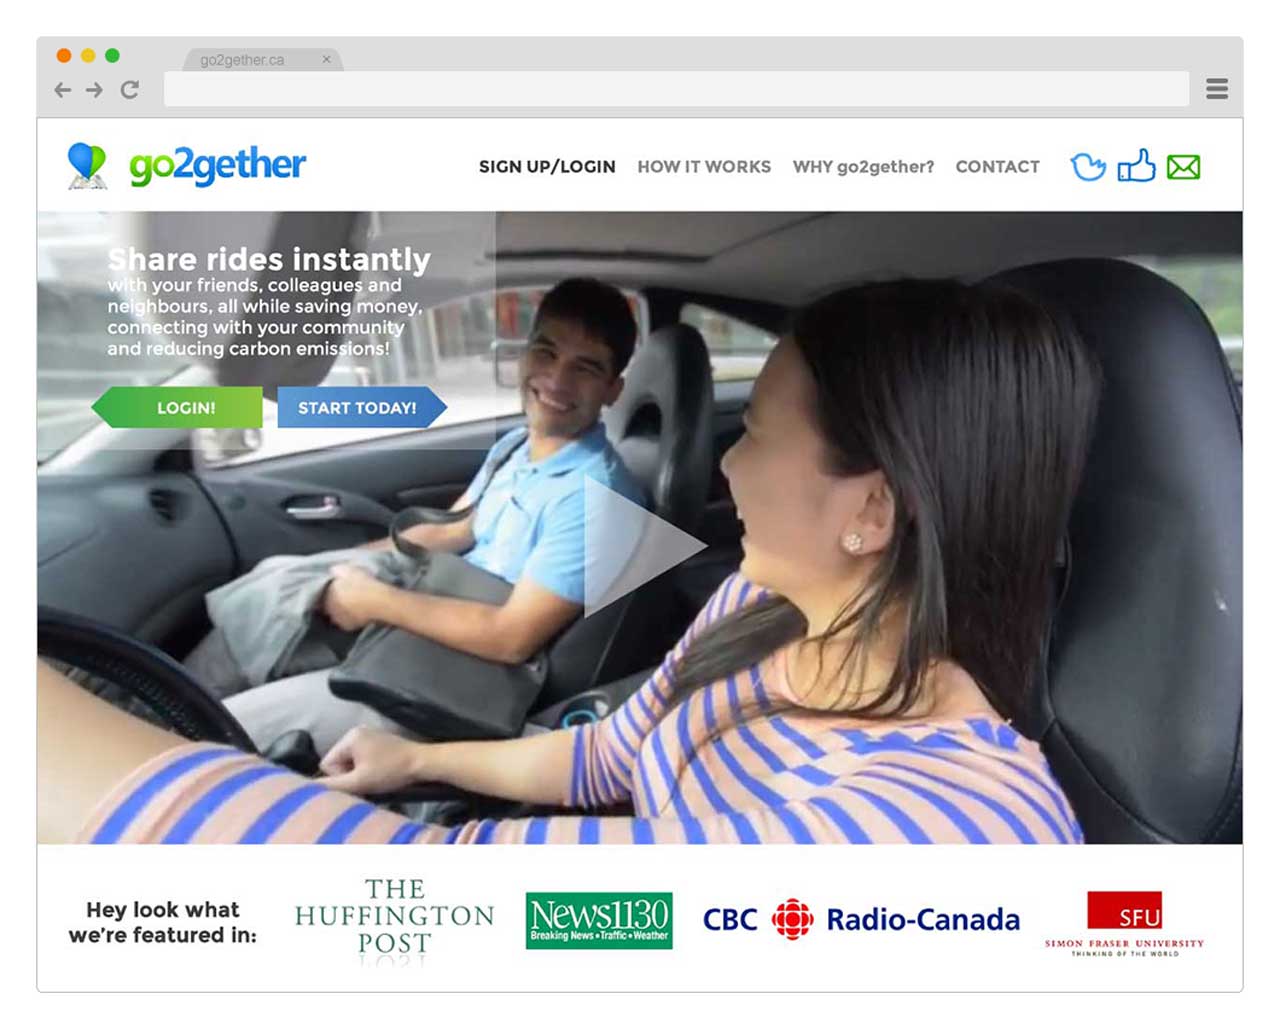 go2gether.ca
go2gether
SIGN UP/LOGIN HOW IT WORKS WHY go2gether? CONTACT
Share rides instantly
with your friends, colleagues and
neighbours, all while saving money,
connecting with your community
and reducing carbon emissions!
LOGIN! START TODAY!
Hey look what
we're featured in:
THE
HUFFINGTON
POST
News1130
Breaking News • Traffic • Weather
CBC Radio-Canada
SFU
SIMON FRASER UNIVERSITY
THINKING OF THE WORLD